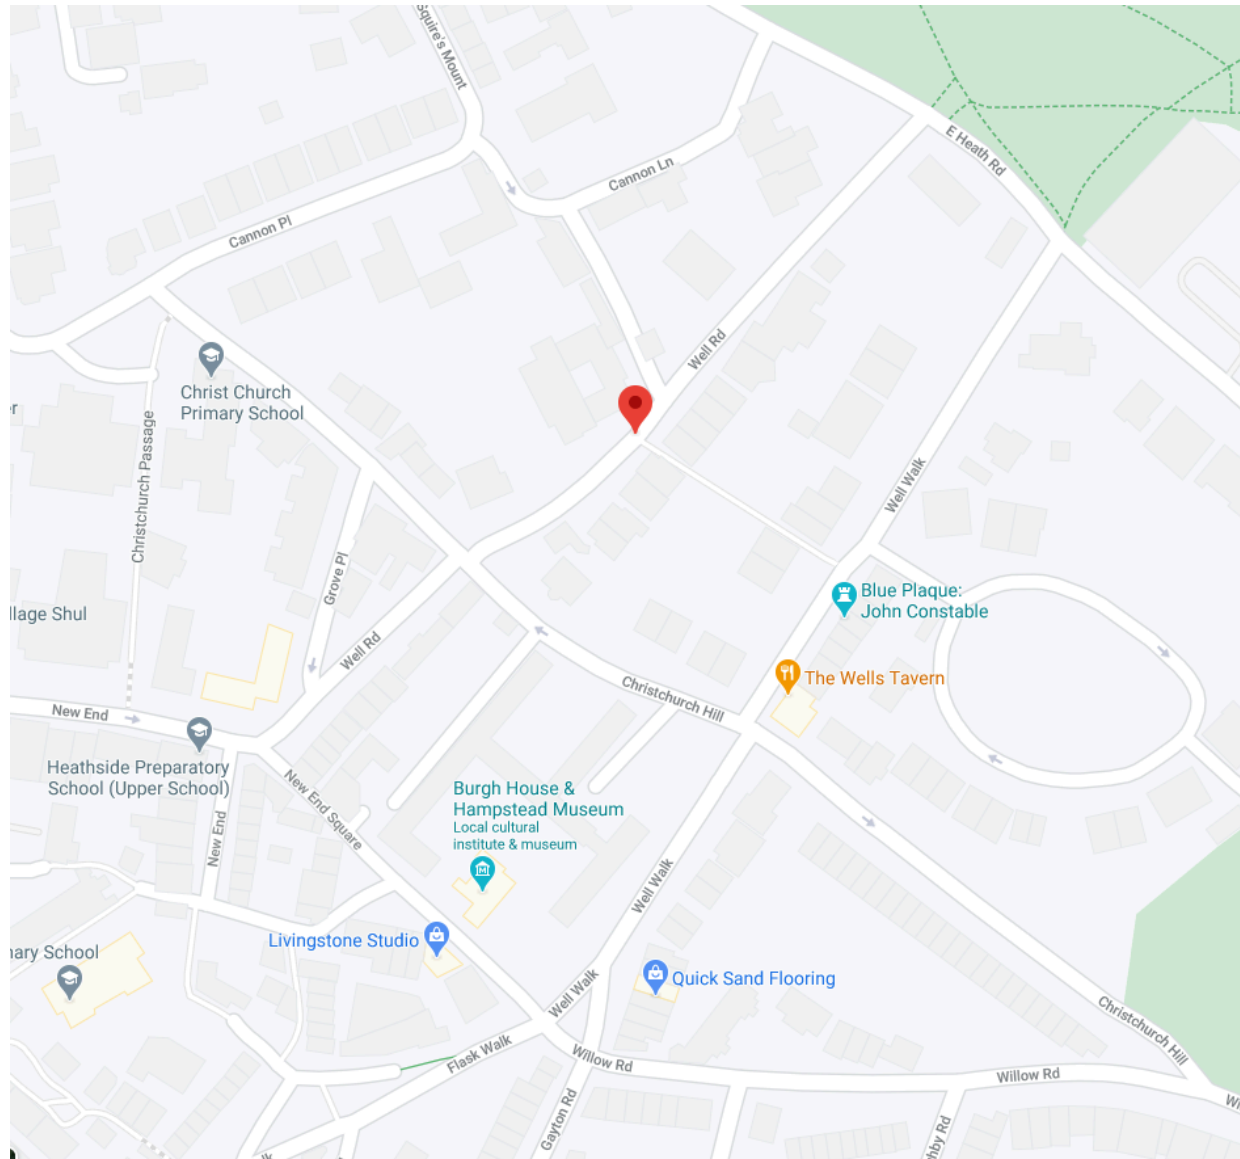 Squire's Mount
E Heath Rd
Cannon Ln
Cannon Pl
Well Rd
Christ Church
Primary School
Christchurch Passage
Well Walk
Grove Pl
Blue Plaque:
John Constable
Well Rd
Christchurch Hill
The Wells Tavern
New End
Heathside Preparatory
School (Upper School)
New End Square
New End
Burgh House &
Hampstead Museum
Local cultural
institute & museum
Well Walk
Livingstone Studio
Quick Sand Flooring
School
Well Walk
Christchurch Hill
Flask Walk
Willow Rd
Willow Rd
Gayton Rd
Shul
Rd